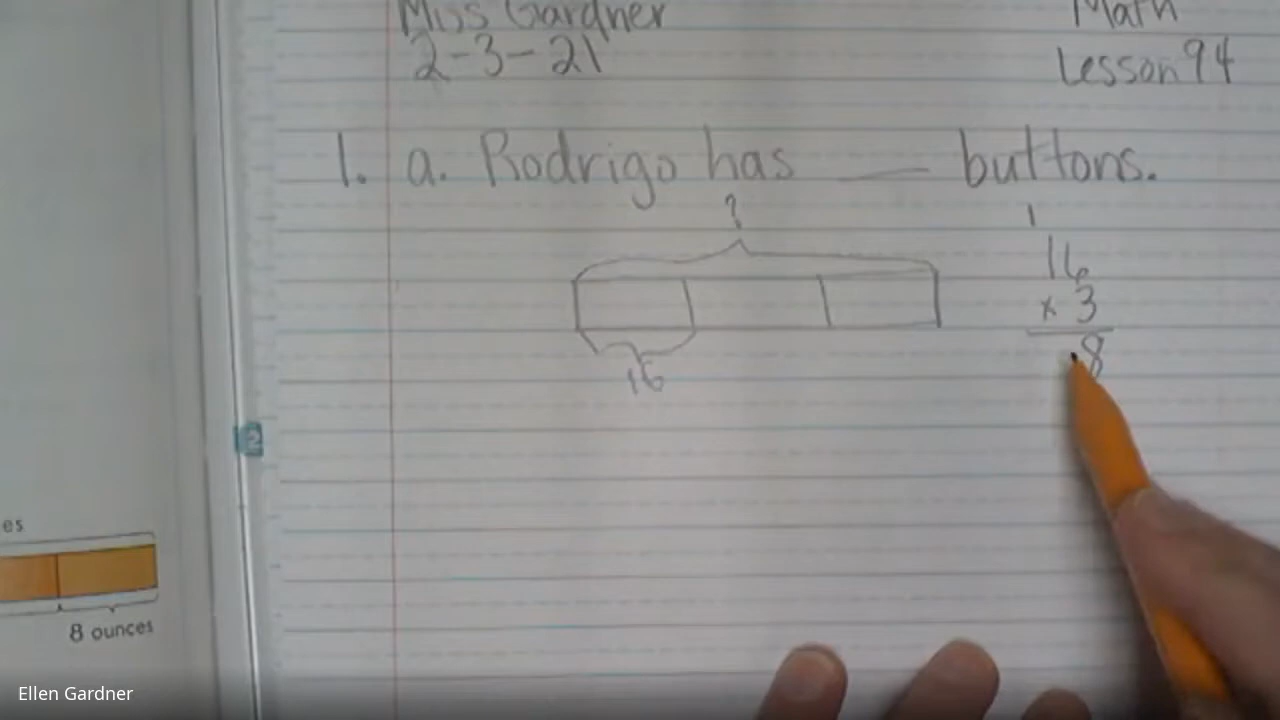 Miss Gardner
Math
2-3-21
Lesson 94
1. a. Rodrigo has ___ buttons.
?
1
16
x 3
8
16
2
es
8 ounces
Ellen Gardner